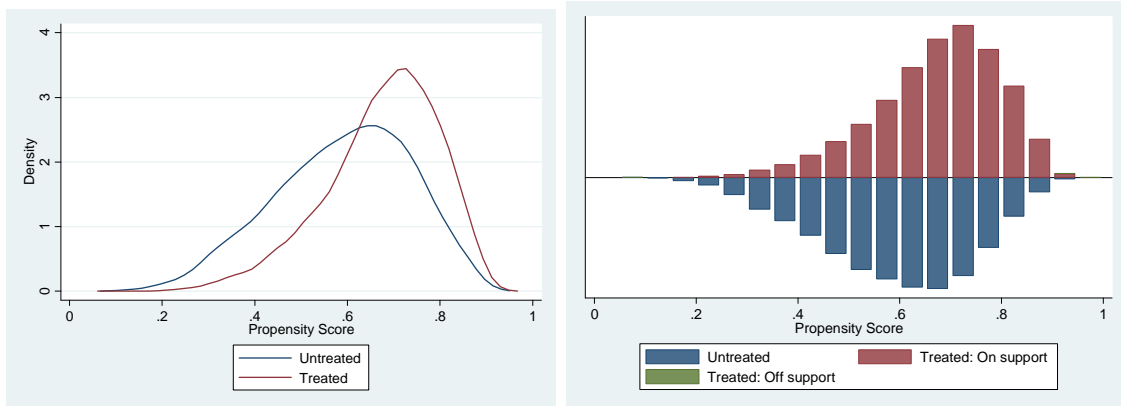 Density
4
3
2
1
0
0 .2 .4 .6 .8 1
Propensity Score
Untreated
Treated
0 .2 .4 .6 .8 1
Propensity Score
Untreated Treated: On support
Treated: Off support